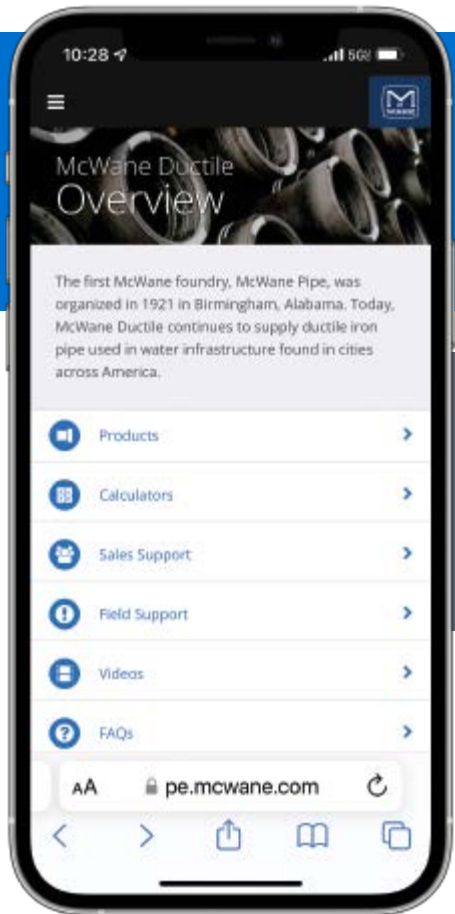 10:28
5G
McWane Ductile
Overview
The first McWane foundry, McWane Pipe, was
organized in 1921 in Birmingham, Alabama. Today,
McWane Ductile continues to supply ductile iron
pipe used in water infrastructure found in cities
across America.
Products
Calculators
Sales Support
Field Support
Videos
FAQs
AA pe.mcwane.com